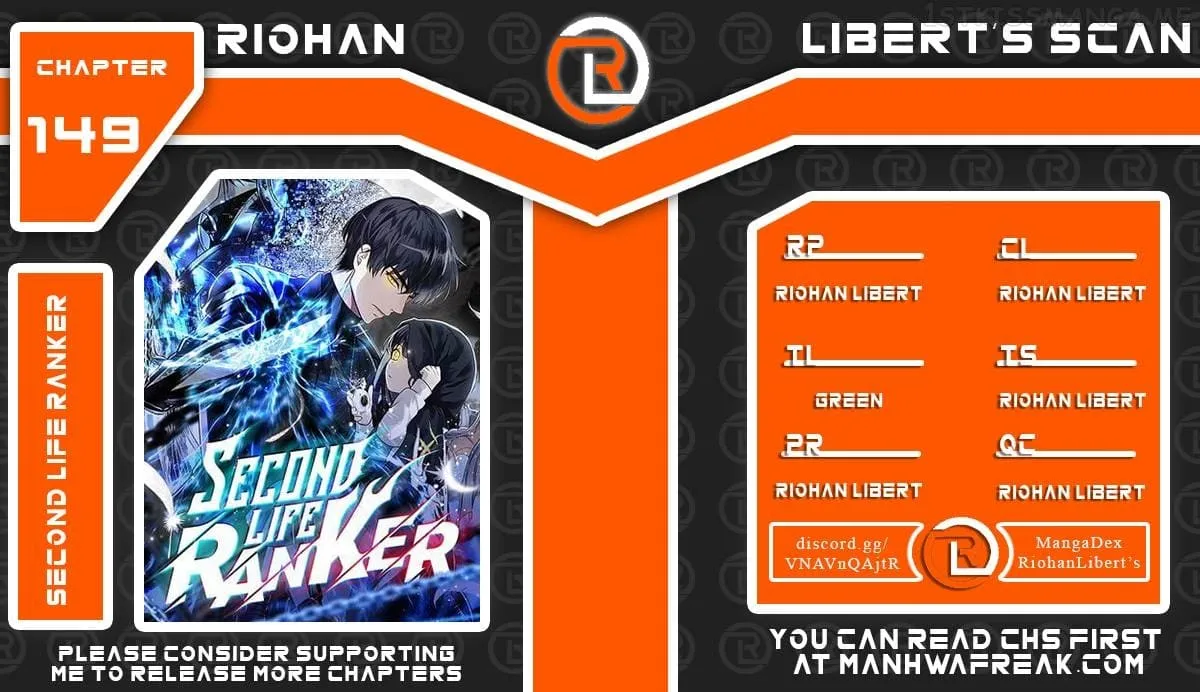 1STKISSMANGA.ME
RIOHAN
LIBERT'S SCAN
CHAPTER
149
SECOND LIFE RANKER
SECOND
LIFE
RANKER
PLEASE CONSIDER SUPPORTING
ME TO RELEASE MORE CHAPTERS
RP
RIOHAN LIBERT
CL
RIOHAN LIBERT
TL
GREEN
TS
RIOHAN LIBERT
PR
RIOHAN LIBERT
QC
RIOHAN LIBERT
discord.gg/
VNAVnQAjtR
MangaDex
RiohanLibert's
YOU CAN READ CHS FIRST
AT MANHWAFREAK.COM